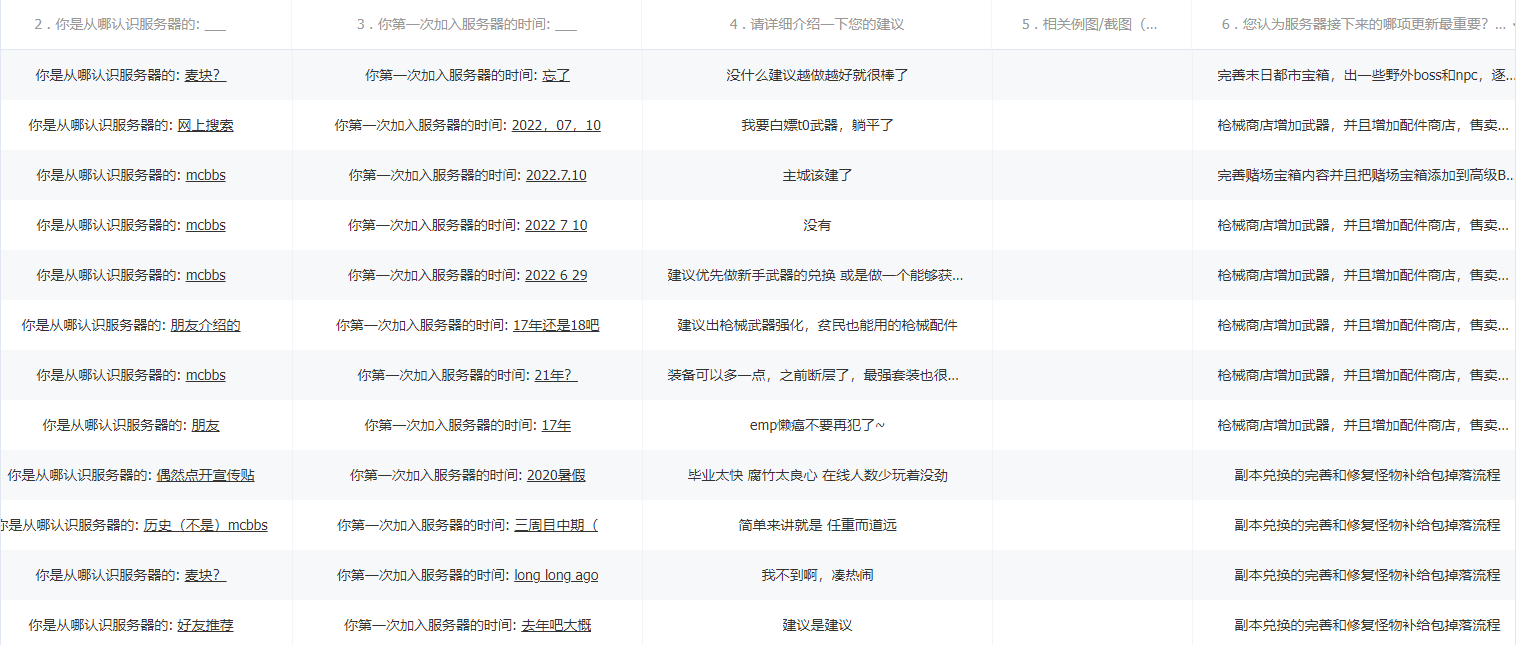 2．你是从哪认识服务器的: ___ 3．你第一次加入服务器的时间: ___ 4．请详细介绍一下您的建议 5．相关例图/截图（... 6．您认为服务器接下来的哪项更新最重要？...
你是从哪认识服务器的: 麦块？ 你第一次加入服务器的时间: 忘了 没什么建议越做越好就很棒了 完善末日都市宝箱，出一些野外boss和npc，逐...
你是从哪认识服务器的: 网上搜索 你第一次加入服务器的时间: 2022，07，10 我要白嫖t0武器，躺平了 枪械商店增加武器，并且增加配件商店，售卖...
你是从哪认识服务器的: mcbbs 你第一次加入服务器的时间: 2022.7.10 主城该建了 完善赌场宝箱内容并且把赌场宝箱添加到高级B...
你是从哪认识服务器的: mcbbs 你第一次加入服务器的时间: 2022 7 10 没有 枪械商店增加武器，并且增加配件商店，售卖...
你是从哪认识服务器的: mcbbs 你第一次加入服务器的时间: 2022 6 29 建议优先做新手武器的兑换 或是做一个能够获... 枪械商店增加武器，并且增加配件商店，售卖...
你是从哪认识服务器的: 朋友介绍的 你第一次加入服务器的时间: 17年还是18吧 建议出枪械武器强化，贫民也能用的枪械配件 枪械商店增加武器，并且增加配件商店，售卖...
你是从哪认识服务器的: mcbbs 你第一次加入服务器的时间: 21年？ 装备可以多一点，之前断层了，最强套装也很... 枪械商店增加武器，并且增加配件商店，售卖...
你是从哪认识服务器的: 朋友 你第一次加入服务器的时间: 17年 emp懒癌不要再犯了~ 枪械商店增加武器，并且增加配件商店，售卖...
你是从哪认识服务器的: 偶然点开宣传贴 你第一次加入服务器的时间: 2020暑假 毕业太快 腐竹太良心 在线人数少玩着没劲 副本兑换的完善和修复怪物补给包掉落流程
你是从哪认识服务器的: 历史（不是）mcbbs 你第一次加入服务器的时间: 三周目中期（ 简单来讲就是 任重而道远 副本兑换的完善和修复怪物补给包掉落流程
你是从哪认识服务器的: 麦块？ 你第一次加入服务器的时间: long long ago 我不到啊，凑热闹 副本兑换的完善和修复怪物补给包掉落流程
你是从哪认识服务器的: 好友推荐 你第一次加入服务器的时间: 去年吧大概 建议是建议 副本兑换的完善和修复怪物补给包掉落流程